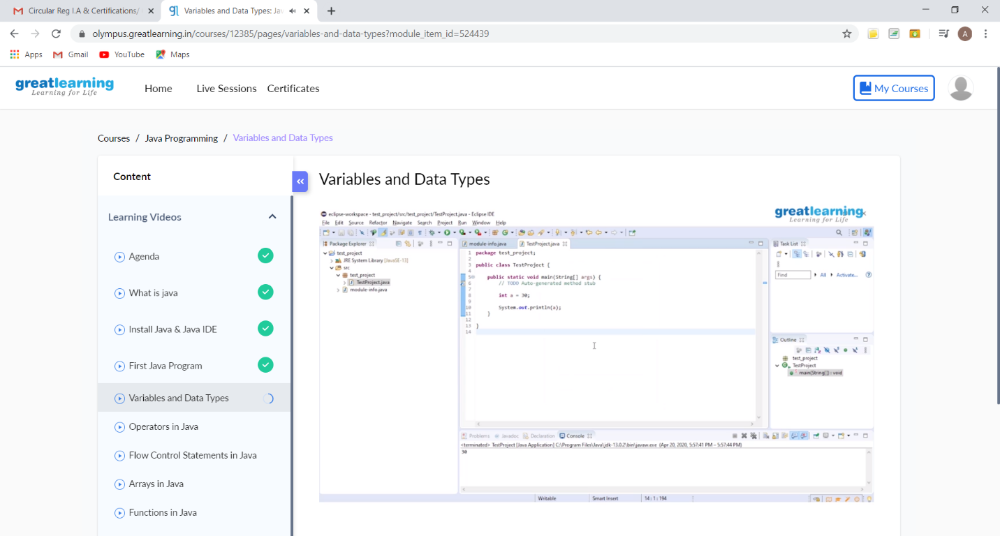 Circular Reg I.A & Certifications/
Variables and Data Types: Jav
olympus.greatlearning.in/courses/12385/pages/variables-and-data-types?module_item_id=524439
A
Apps
Gmail
YouTube
Maps
greatlearning
Learning for Life
Home
Live Sessions
Certificates
My Courses
Courses / Java Programming / Variables and Data Types
Content
Learning Videos
Agenda
What is java
Install Java & Java IDE
First Java Program
Variables and Data Types
Operators in Java
Flow Control Statements in Java
Arrays in Java
Functions in Java
Variables and Data Types
eclipse-workspace - test_project/src/test_project/TestProject.java - Eclipse IDE
greatlearning
Learning for Life
File Edit Source Refactor Navigate Search Project Run Window Help
Package Explorer
test_project
JRE System Library [JavaSE-13]
src
test_project
TestProject.java
module-info.java
module-info.java
TestProject.java
1 package test_project;
2
3 public class TestProject {
4
5 public static void main(String[] args) {
6 // TODO Auto-generated method stub
7
8 int a = 30;
9
10 System.out.println(a);
11 }
12
13 }
14
Task List
Find
All
Activate...
Outline
test_project
TestProject
main(String[]) : void
Problems
Javadoc
Declaration
Console
<terminated> TestProject [Java Application] C:\Program Files\Java\jdk-13.0.2\bin\javaw.exe (Apr 20, 2020, 5:57:41 PM – 5:57:44 PM)
30
Writable
Smart Insert
14 : 1 : 194